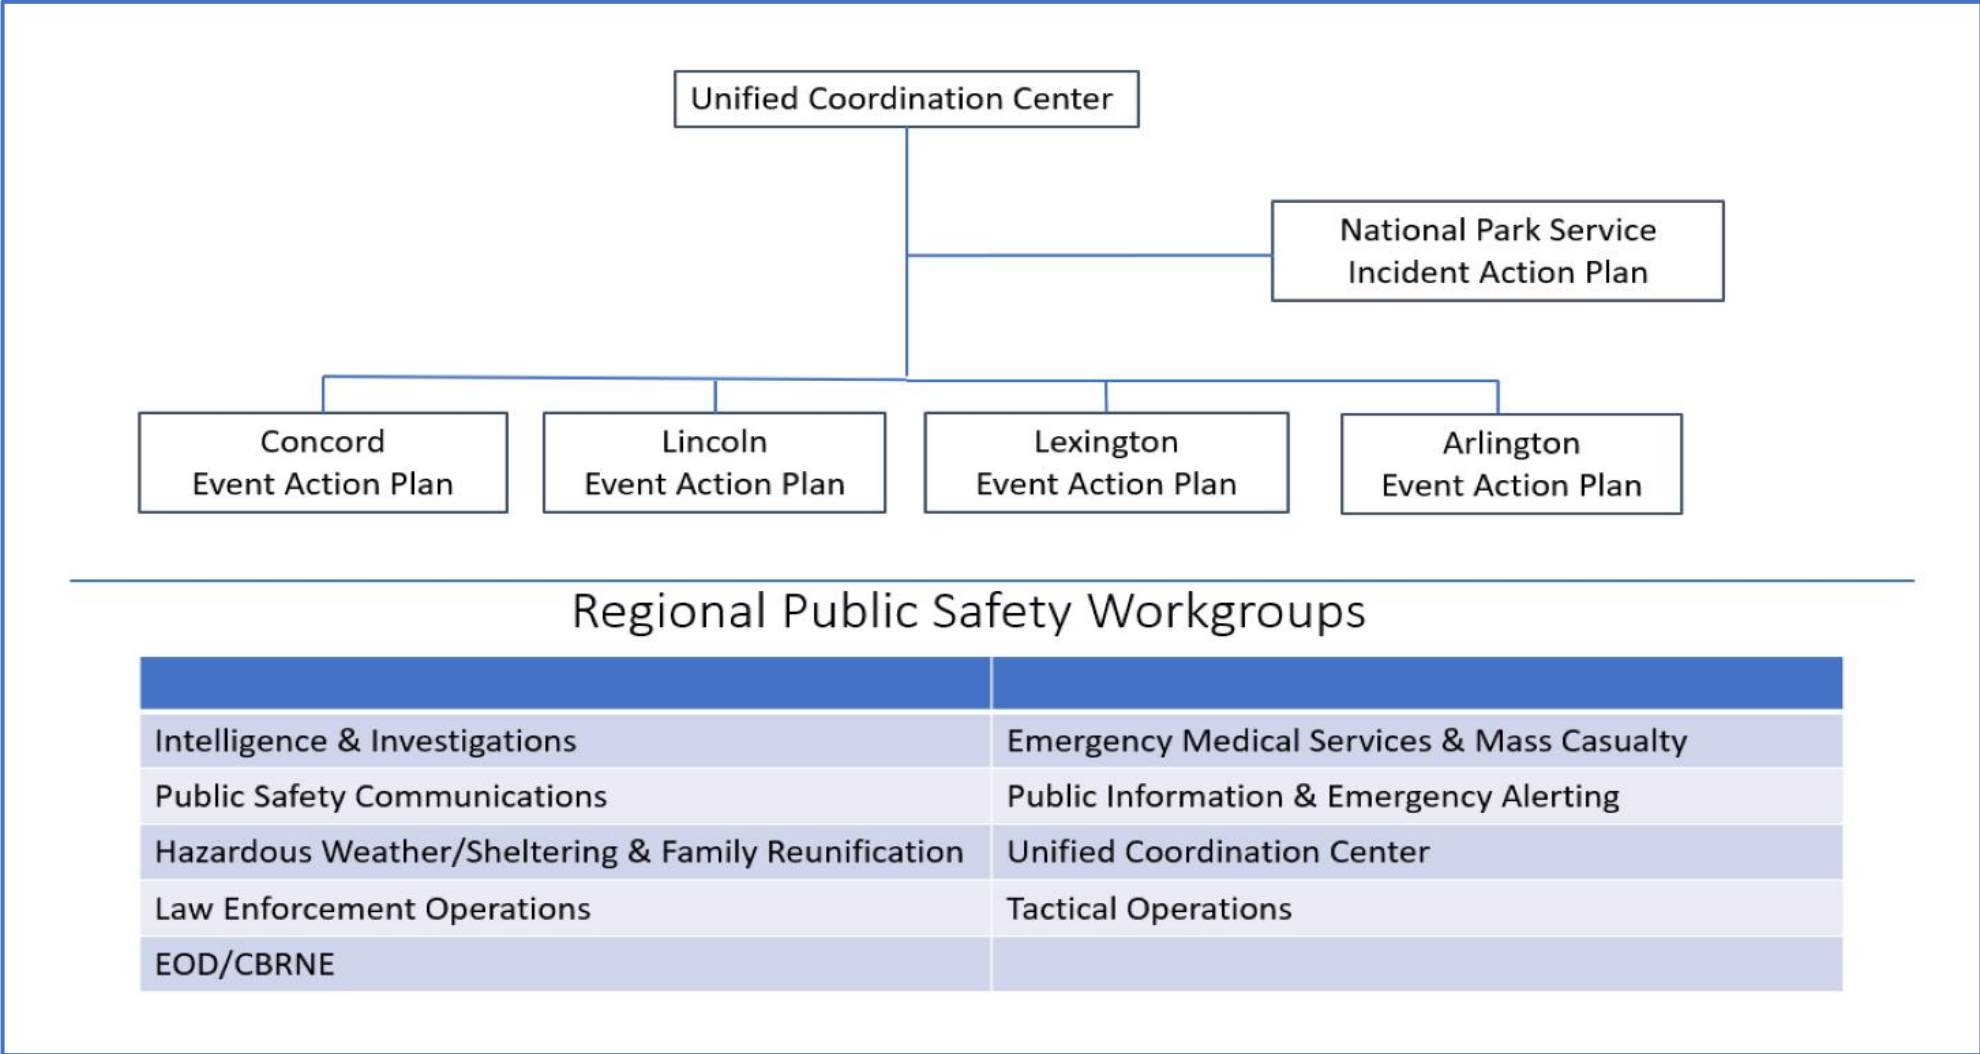 Unified Coordination Center
National Park Service
Incident Action Plan
Concord
Event Action Plan
Lincoln
Event Action Plan
Lexington
Event Action Plan
Arlington
Event Action Plan
Regional Public Safety Workgroups
Intelligence & Investigations
Emergency Medical Services & Mass Casualty
Public Safety Communications
Public Information & Emergency Alerting
Hazardous Weather/Sheltering & Family Reunification
Unified Coordination Center
Law Enforcement Operations
Tactical Operations
EOD/CBRNE